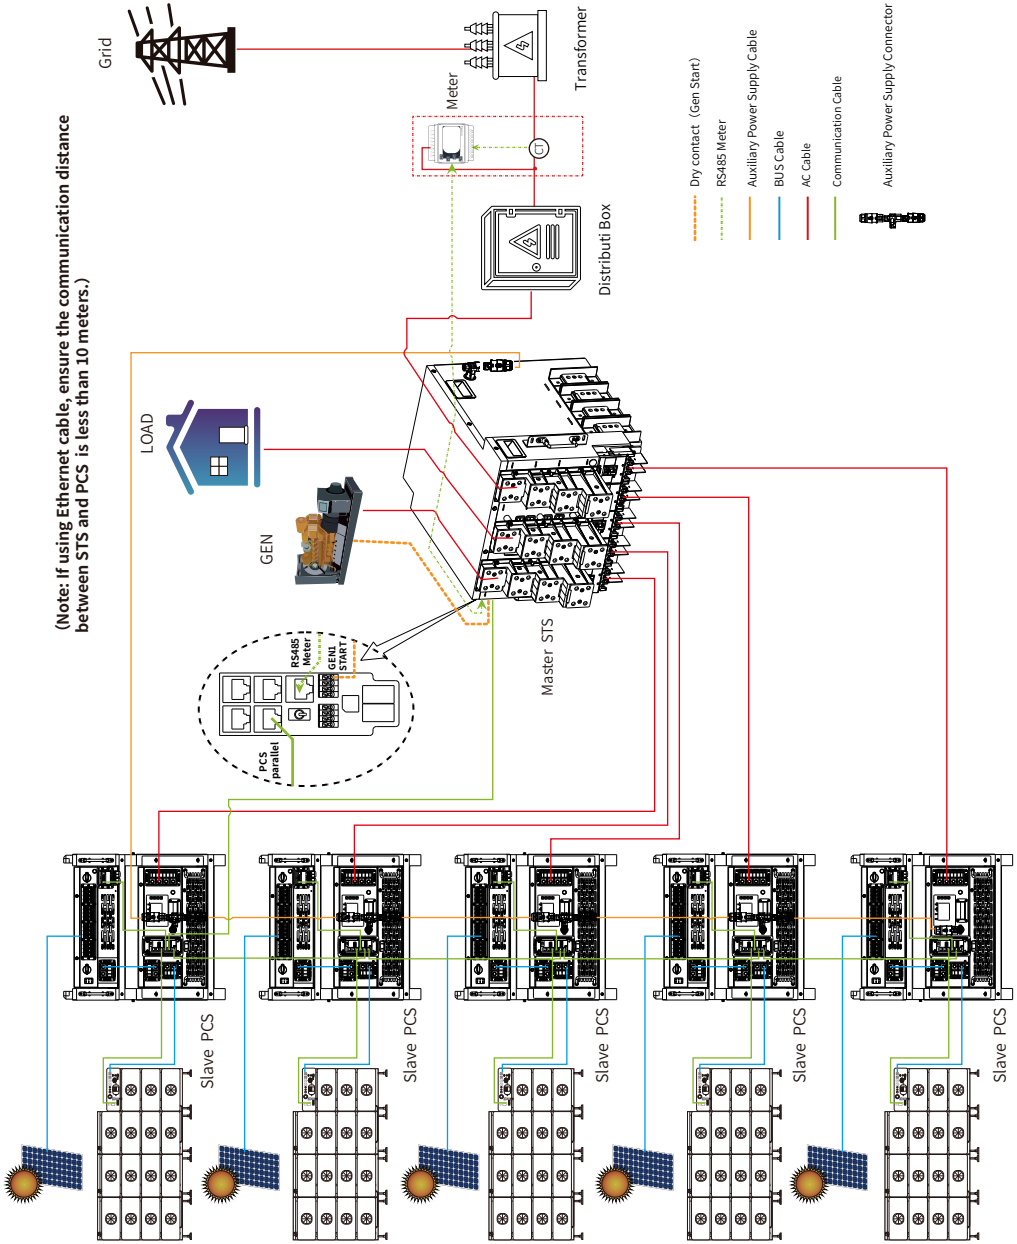 (Note: If using Ethernet cable, ensure the communication distance
between STS and PCS is less than 10 meters.)
Grid
Transformer
Meter
CT
Distributi Box
LOAD
GEN
Master STS
RS485
Meter
GEN1
START
PCS
parallel
Dry contact (Gen Start)
RS485 Meter
Auxiliary Power Supply Cable
BUS Cable
AC Cable
Communication Cable
Auxiliary Power Supply Connector
Slave PCS
Slave PCS
Slave PCS
Slave PCS
Slave PCS